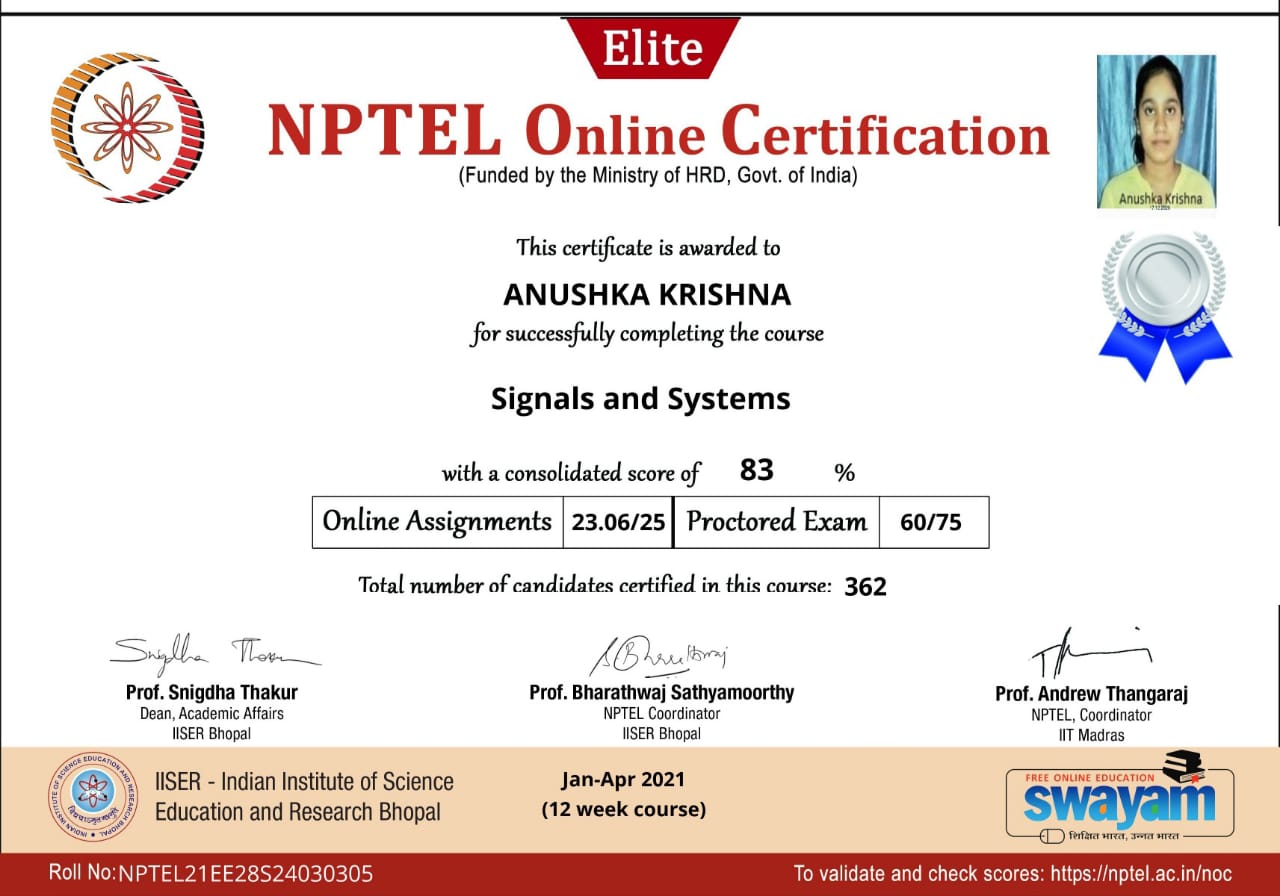 Elite
NPTEL Online Certification
(Funded by the Ministry of HRD, Govt. of India)
Anushka Krishna
This certificate is awarded to
ANUSHKA KRISHNA
for successfully completing the course
Signals and Systems
with a consolidated score of 83 %
Online Assignments 23.06/25 Proctored Exam 60/75
Total number of candidates certified in this course: 362
Snigdha Thakur
Prof. Snigdha Thakur
Dean, Academic Affairs
IISER Bhopal
Prof. Bharathwaj Sathyamoorthy
NPTEL Coordinator
IISER Bhopal
Prof. Andrew Thangaraj
NPTEL, Coordinator
IIT Madras
INDIAN INSTITUTE OF SCIENCE EDUCATION AND RESEARCH BHOPAL
IISER - Indian Institute of Science
Education and Research Bhopal
Jan-Apr 2021
(12 week course)
FREE ONLINE EDUCATION
swayam
शिक्षित भारत, उन्नत भारत
Roll No:NPTEL21EE28S24030305
To validate and check scores: https://nptel.ac.in/noc